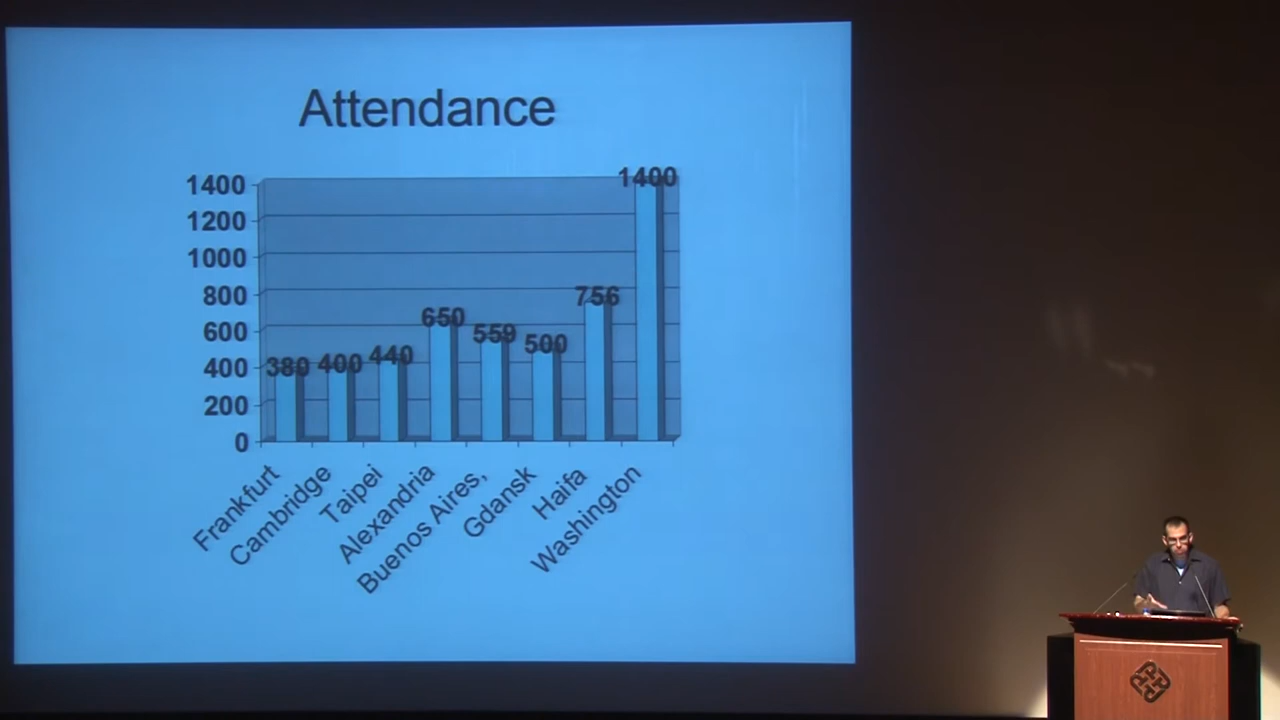 Attendance
1400
1200
1000
800
600
400
200
0
380
400
440
650
559
500
756
1400
Frankfurt
Cambridge
Taipei
Alexandria
Buenos Aires,
Gdansk
Haifa
Washington